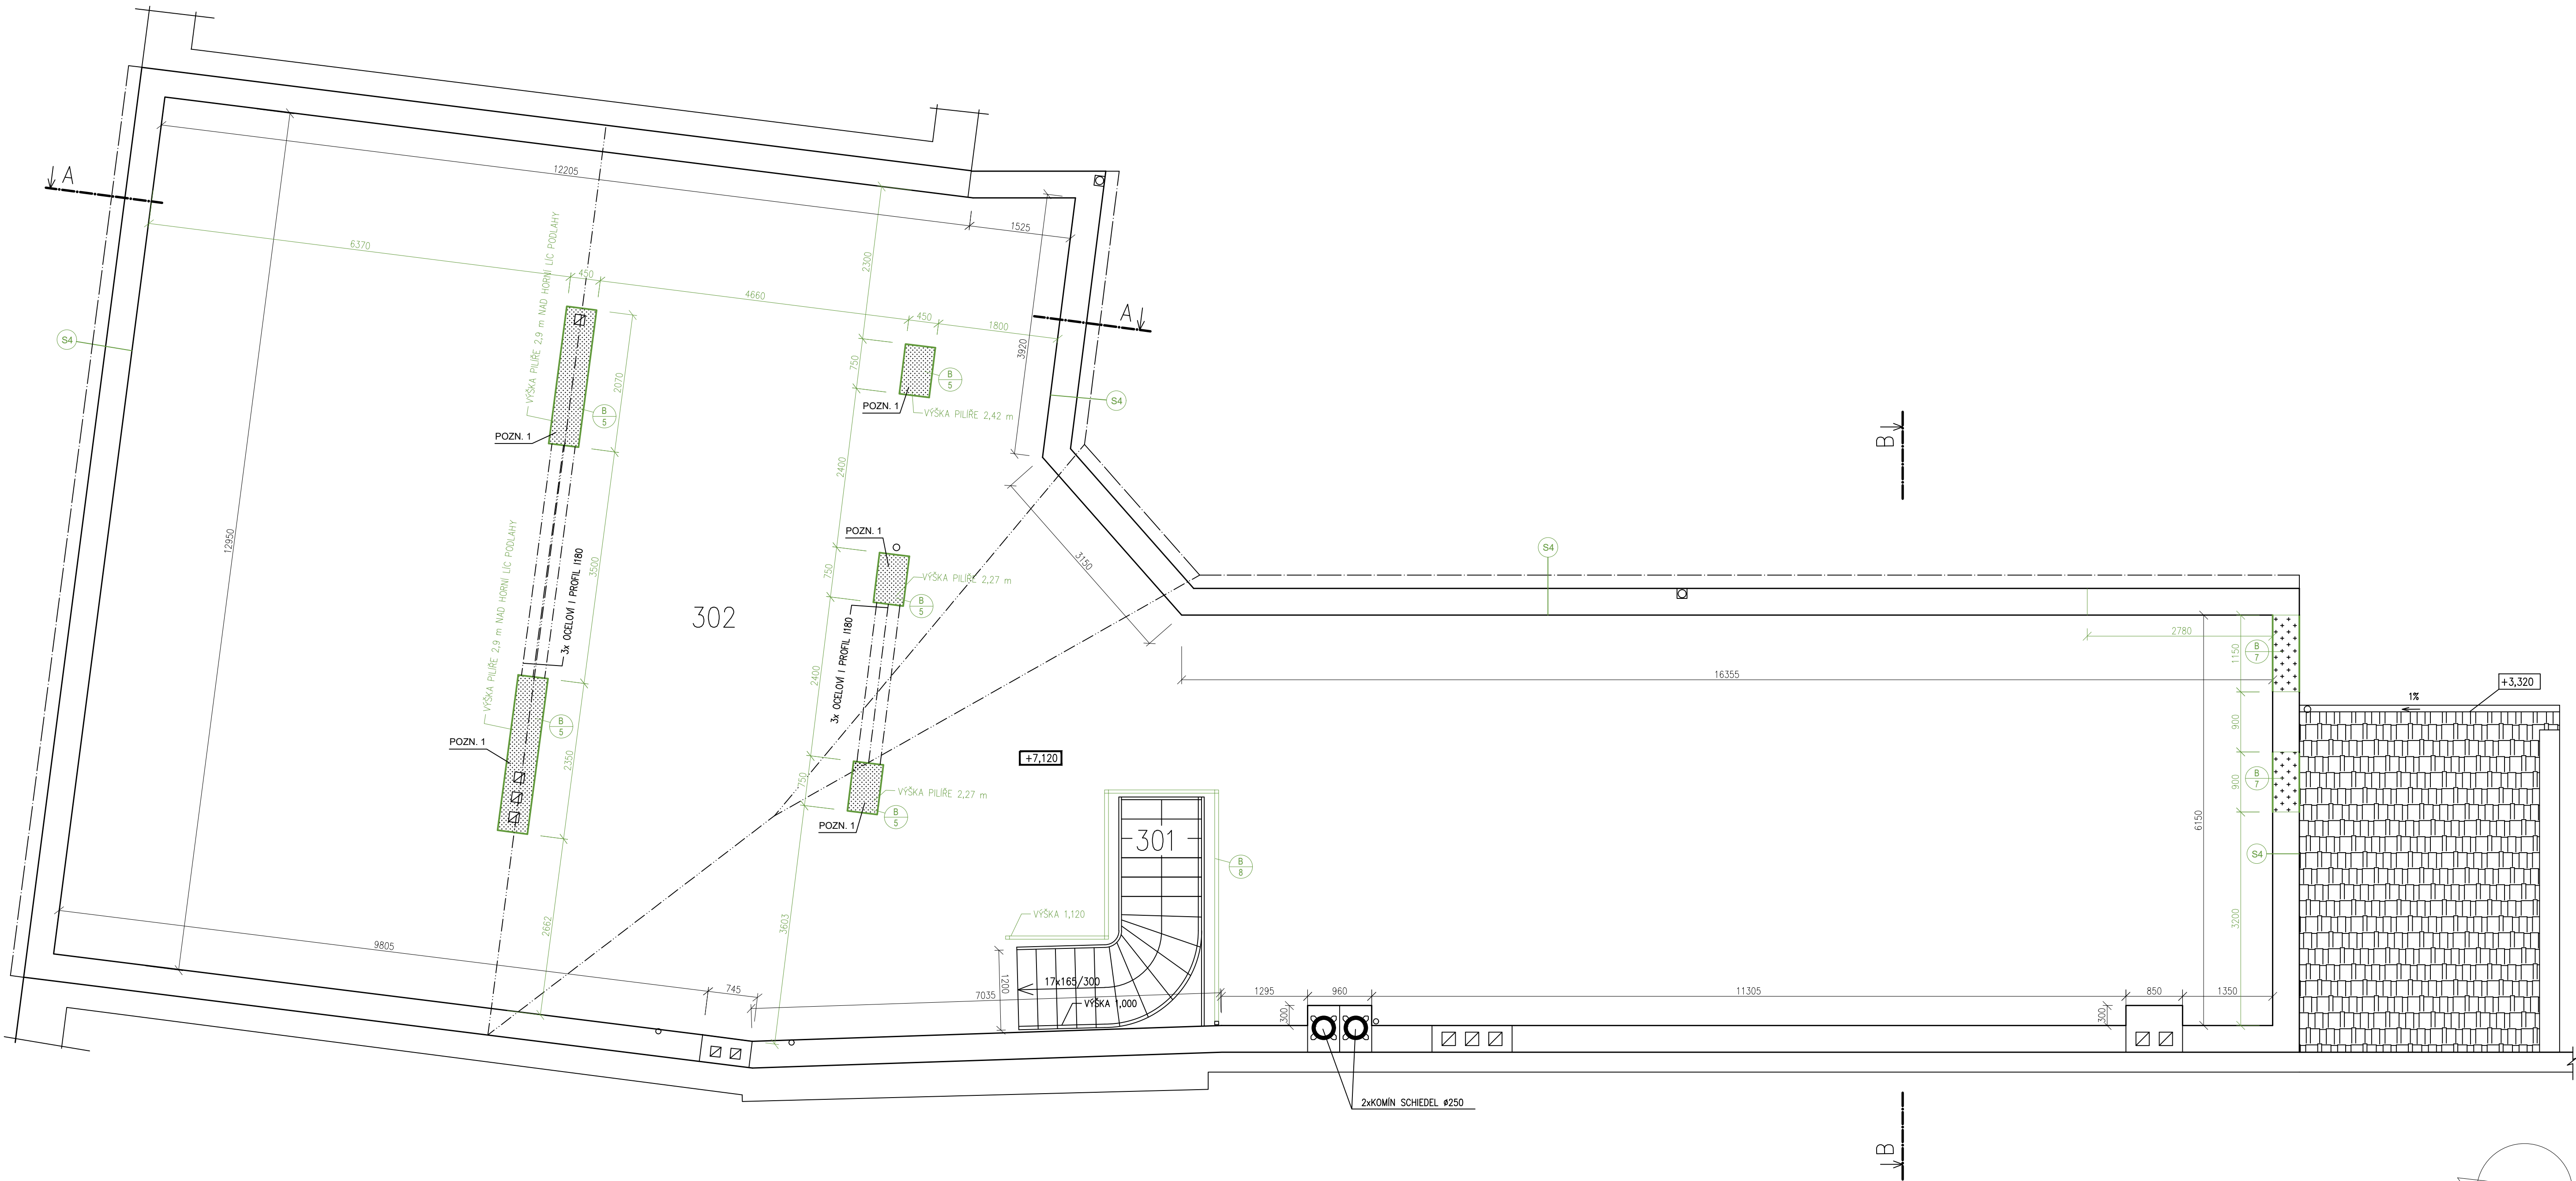 A
12205
1525
6370
450
4660
450
1800
2300
VÝŠKA PILÍŘE 2,9 m NAD HORNÍ LÍC PODLAHY
S4
A
3920
750
B
5
POZN. 1
VÝŠKA PILÍŘE 2,42 m
2070
B
5
POZN. 1
S4
B
2400
12950
3500
VÝŠKA PILÍŘE 2,9 m NAD HORNÍ LÍC PODLAHY
3x OCELOVÍ I PROFIL I180
POZN. 1
750
VÝŠKA PILÍŘE 2,27 m
B
5
3150
S4
302
3x OCELOVÍ I PROFIL I180
2400
2780
1150
B
7
16355
+3,320
1%
900
B
5
POZN. 1
2350
+7,120
750
VÝŠKA PILÍŘE 2,27 m
B
5
POZN. 1
B
7
900
6150
301
S4
B
8
2662
3603
VÝŠKA 1,120
3200
9805
745
7035
1200
17x165/300
VÝŠKA 1,000
1295
960
11305
850
1350
300
300
2xKOMÍN SCHIEDEL ø250
B